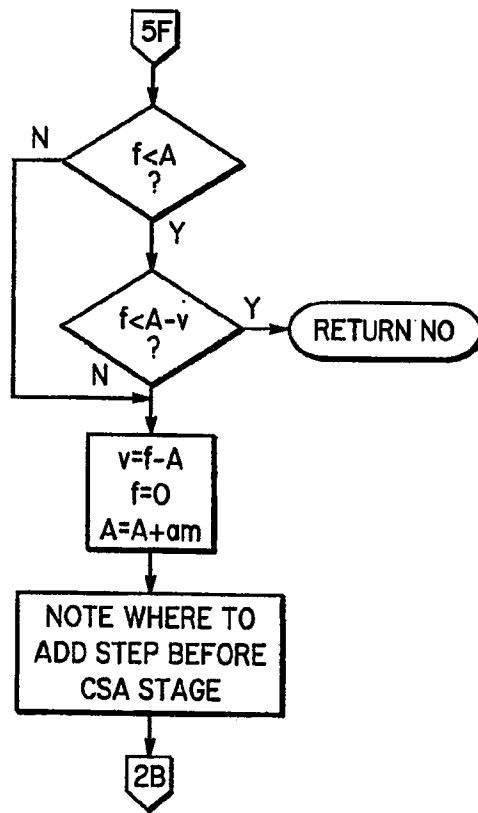 5F
N
f<A
?
Y
f<A-v
?
Y
RETURN NO
N
v=f-A
f=0
A=A+am
NOTE WHERE TO
ADD STEP BEFORE
CSA STAGE
2B